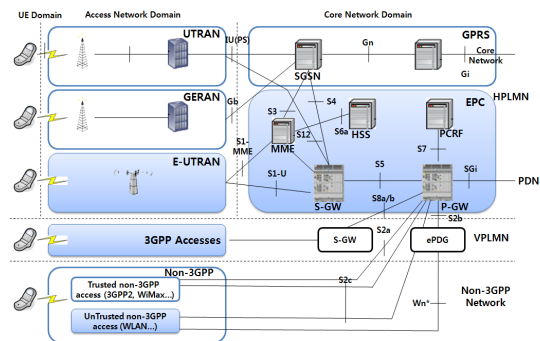 UE Domain
Access Network Domain
Core Network Domain
UTRAN
IU(PS)
GPRS
SGSN
Gn
Core
Network
Gi
GERAN
Gb
HPLMN
EPC
S3
S4
S6a
HSS
PCRF
S1-
MME
MME
S12
S7
E-UTRAN
S1-U
S5
SGi
PDN
S-GW
P-GW
S8a/b
S2b
3GPP Accesses
S-GW
S2a
ePDG
VPLMN
Non-3GPP
Trusted non-3GPP
access (3GPP2, WiMax...)
S2c
Wn*
Non-3GPP
Network
UnTrusted non-3GPP
access (WLAN...)